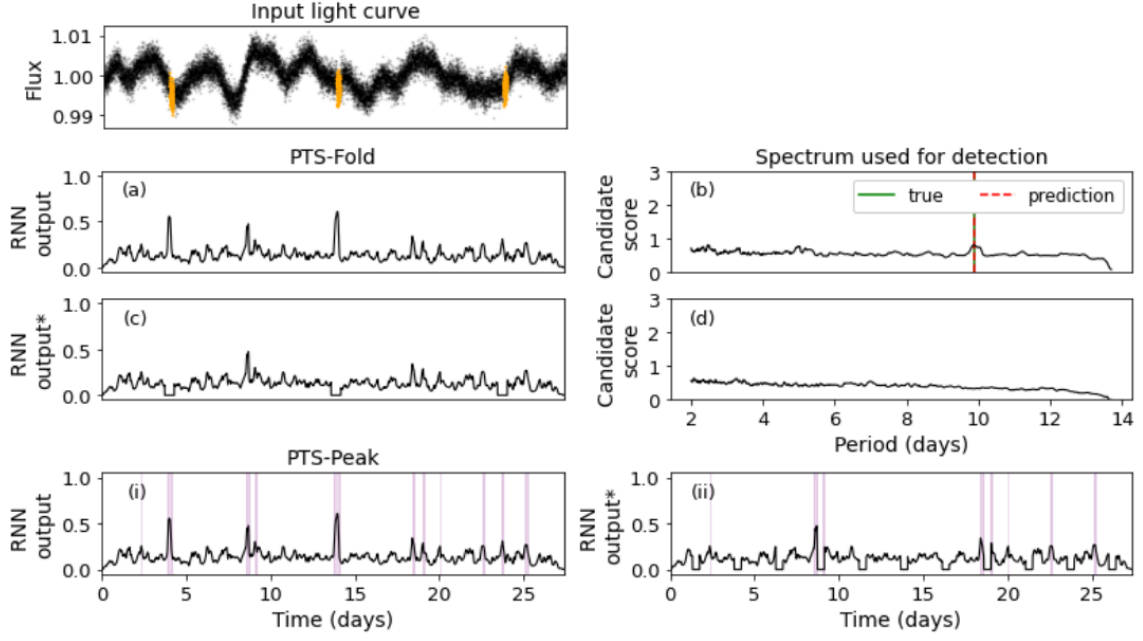 Input light curve
1.01
1.00
0.99
Flux
PTS-Fold
Spectrum used for detection
1.0
0.5
0.0
RNN
output
(a)
3
2
1
0
Candidate
score
(b)
true
prediction
1.0
0.5
0.0
RNN
output*
(c)
3
2
1
0
Candidate
score
(d)
2 4 6 8 10 12 14
Period (days)
PTS-Peak
1.0
0.5
0.0
RNN
output
(i)
0 5 10 15 20 25
Time (days)
1.0
0.5
0.0
RNN
output*
(ii)
0 5 10 15 20 25
Time (days)